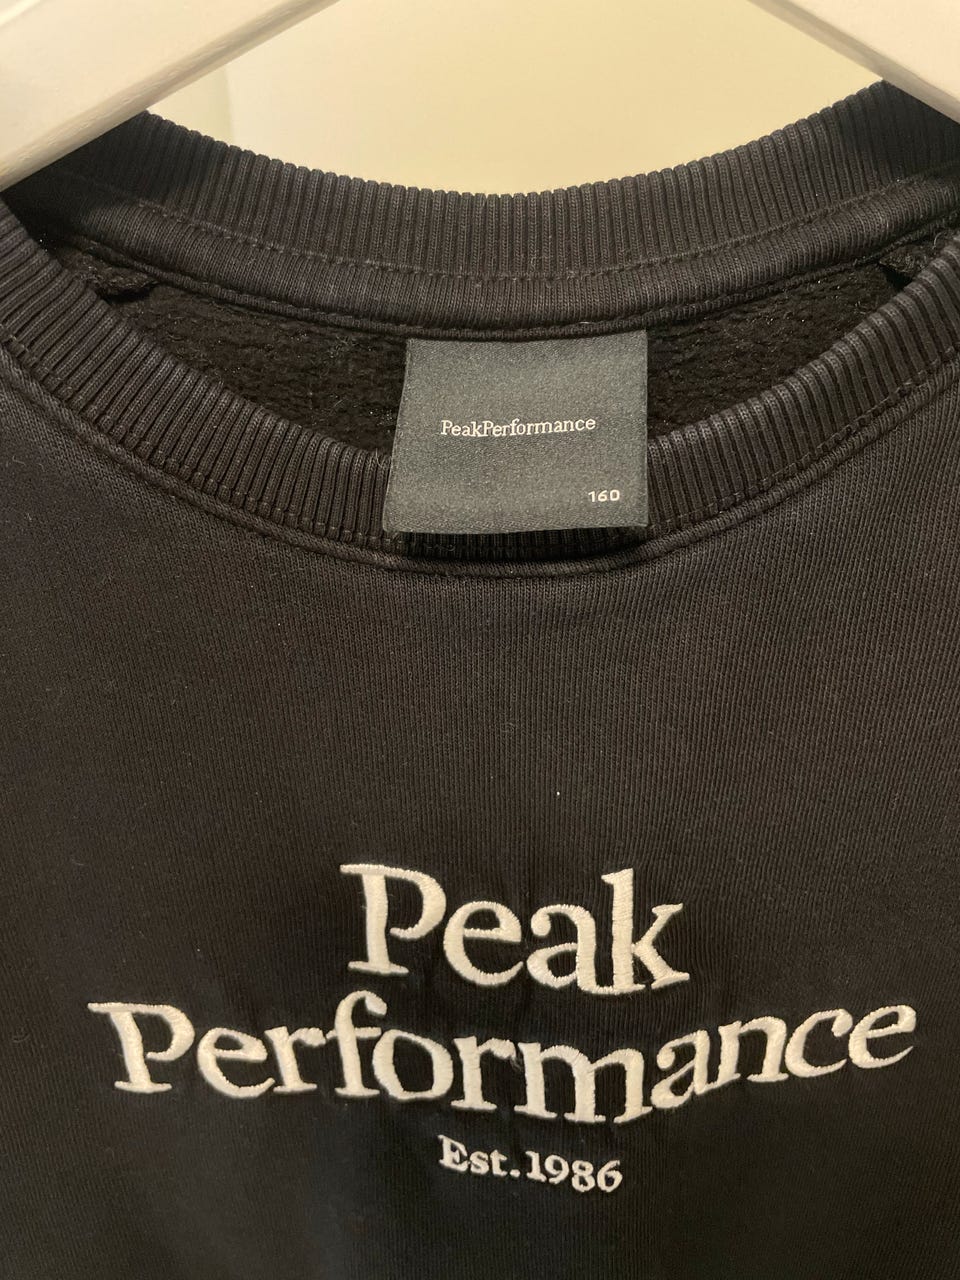 PeakPerformance
160
Peak
Performance
Est.1986